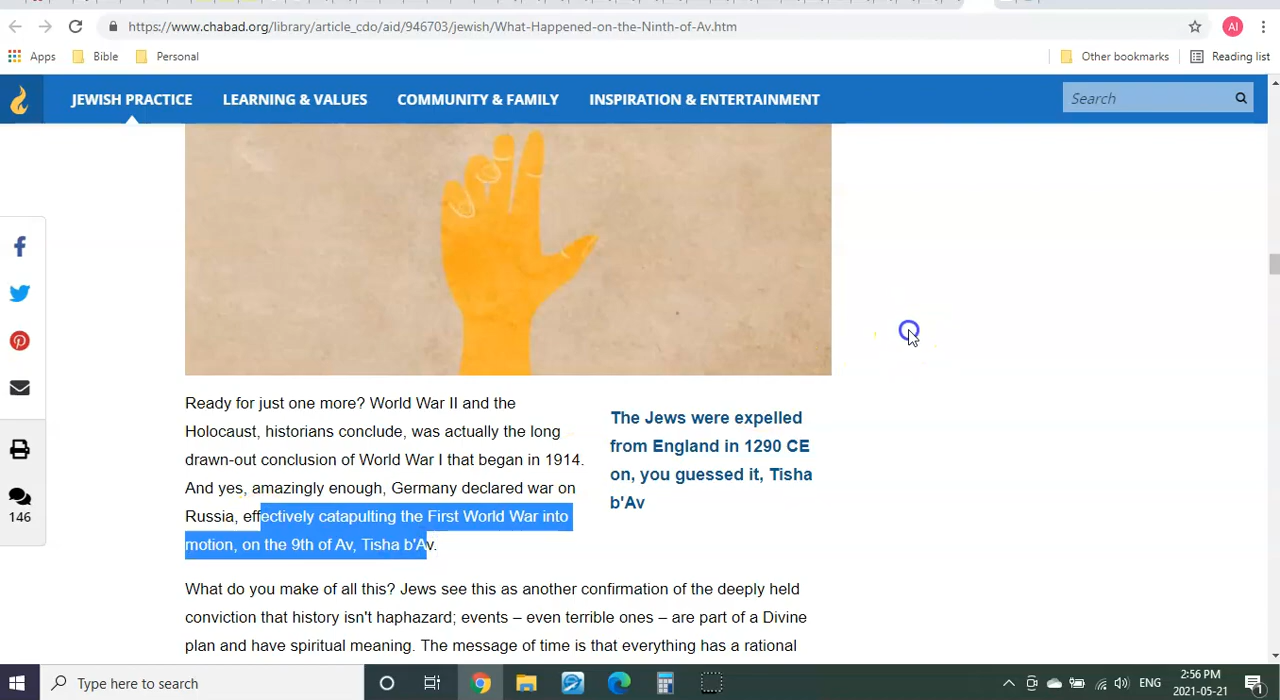 https://www.chabad.org/library/article_cdo/aid/946703/jewish/What-Happened-on-the-Ninth-of-Av.htm
AI
Apps
Bible
Personal
Other bookmarks
Reading list
JEWISH PRACTICE
LEARNING & VALUES
COMMUNITY & FAMILY
INSPIRATION & ENTERTAINMENT
Search
146
Ready for just one more? World War II and the
Holocaust, historians conclude, was actually the long
drawn-out conclusion of World War I that began in 1914.
And yes, amazingly enough, Germany declared war on
Russia, effectively catapulting the First World War into
motion, on the 9th of Av, Tisha b'Av.
The Jews were expelled
from England in 1290 CE
on, you guessed it, Tisha
b'Av
What do you make of all this? Jews see this as another confirmation of the deeply held
conviction that history isn't haphazard; events – even terrible ones – are part of a Divine
plan and have spiritual meaning. The message of time is that everything has a rational
Type here to search
ENG
2:56 PM
2021-05-21
1